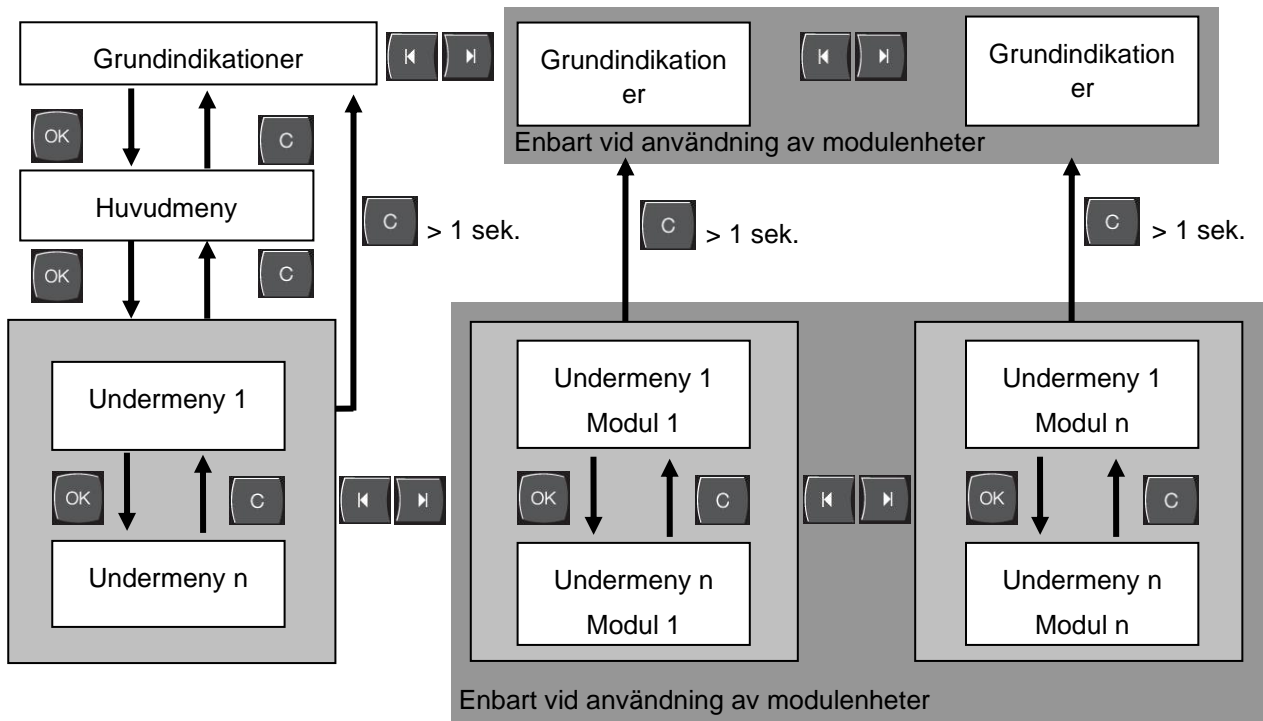 Grundindikationer
Grundindikation
er
Grundindikation
er
Enbart vid användning av modulenheter
OK
C
Huvudmeny
C
> 1 sek.
C
> 1 sek.
C
> 1 sek.
OK
C
Undermeny 1
Undermeny 1
Modul 1
Undermeny 1
Modul n
OK
C
OK
C
OK
C
Undermeny n
Undermeny n
Modul 1
Undermeny n
Modul n
Enbart vid användning av modulenheter